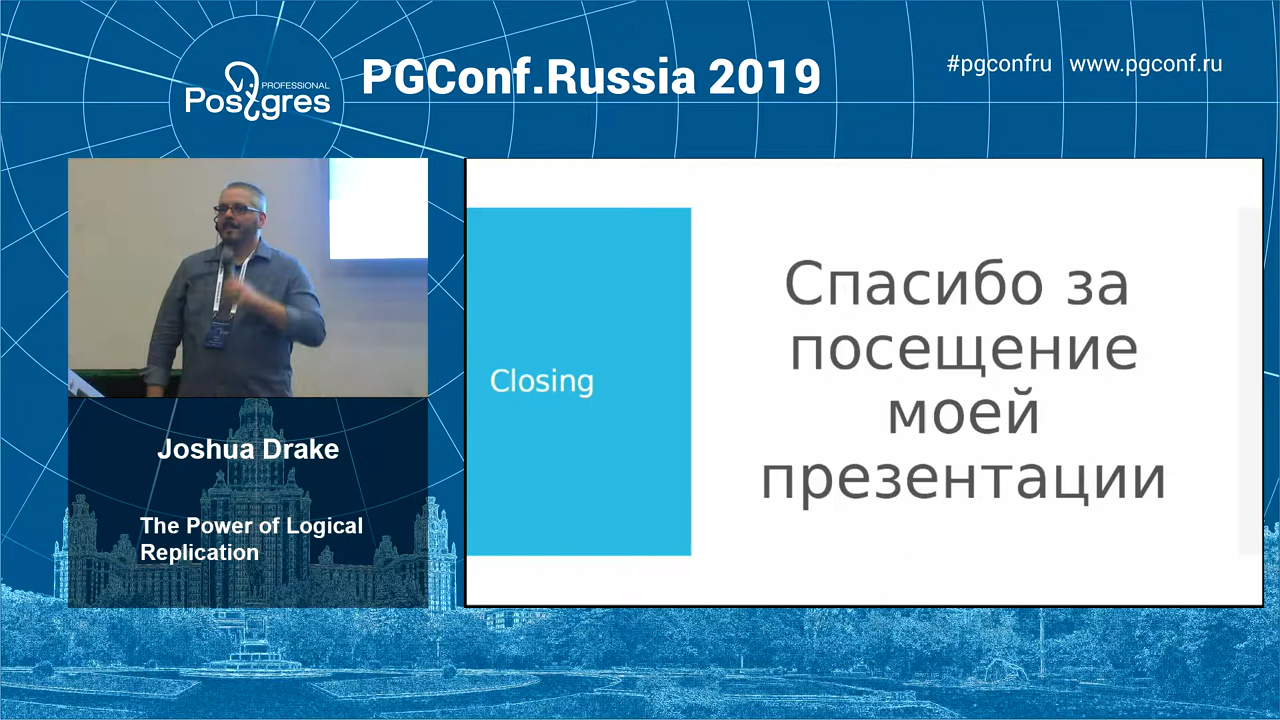 PROFESSIONAL
Postgres
PGConf.Russia 2019
#pgconfru www.pgconf.ru
Joshua Drake
The Power of Logical
Replication
Closing
Спасибо за
посещение
моей
презентации